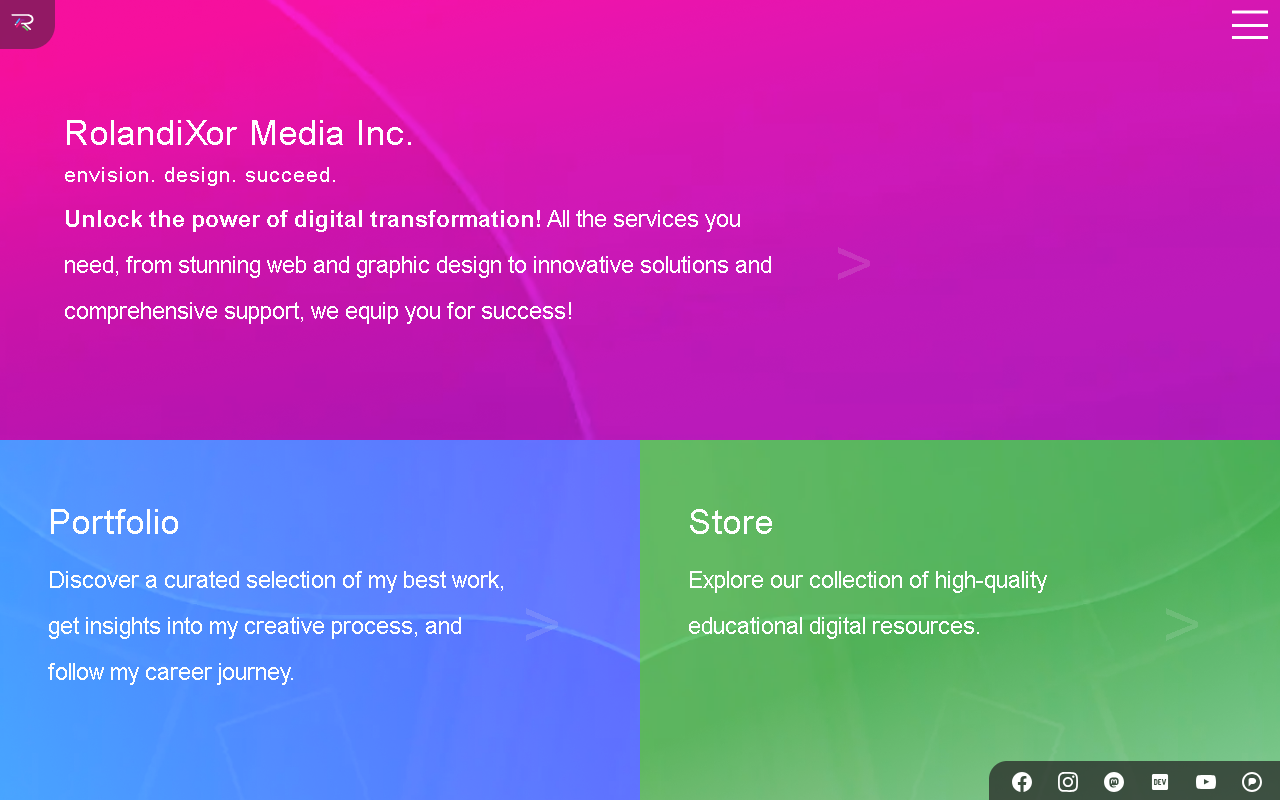 R
RolandiXor Media Inc.
envision. design. succeed.
Unlock the power of digital transformation! All the services you
need, from stunning web and graphic design to innovative solutions and
comprehensive support, we equip you for success!
>
Portfolio
Discover a curated selection of my best work,
get insights into my creative process, and
follow my career journey.
>
Store
Explore our collection of high-quality
educational digital resources.
>
DEV